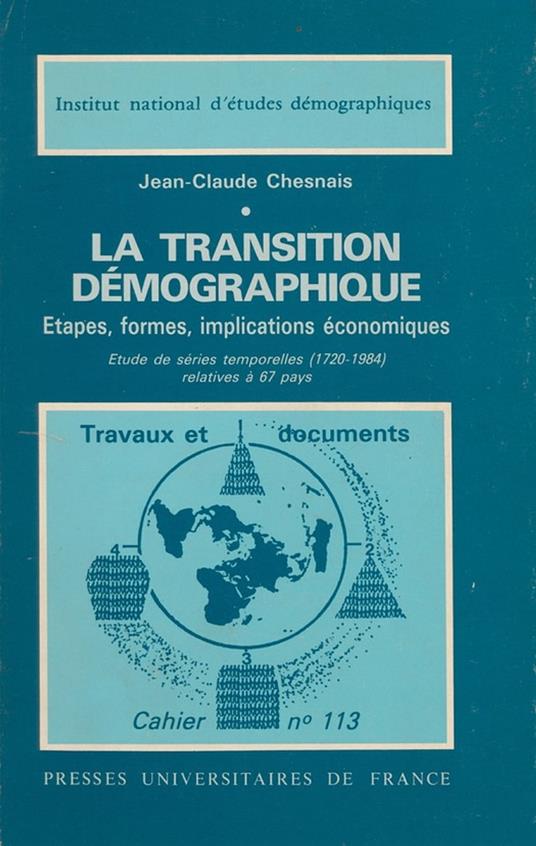 Institut national d'études démographiques
Jean-Claude Chesnais
•
LA TRANSITION
DÉMOGRAPHIQUE
Etapes, formes, implications économiques
Etude de séries temporelles (1720-1984)
relatives à 67 pays
Travaux et documents
1
4
2
3
Cahier nº 113
PRESSES UNIVERSITAIRES DE FRANCE